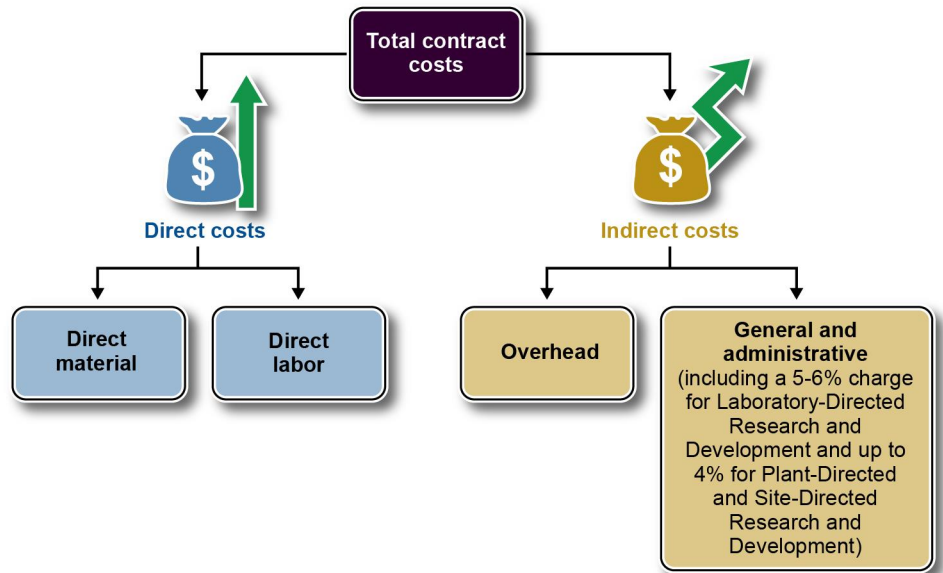 Total contract
costs
$
$
Direct costs
Indirect costs
Direct
material
Direct
labor
Overhead
General and
administrative
(including a 5-6% charge
for Laboratory-Directed
Research and
Development and up to
4% for Plant-Directed
and Site-Directed
Research and
Development)